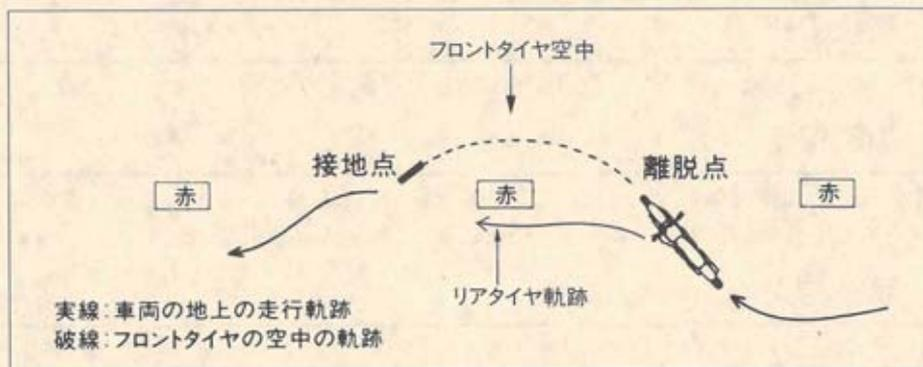 フロントタイヤ空中
接地点
離脱点
赤
赤
赤
リアタイヤ軌跡
実線:車両の地上の走行軌跡
破線:フロントタイヤの空中の軌跡